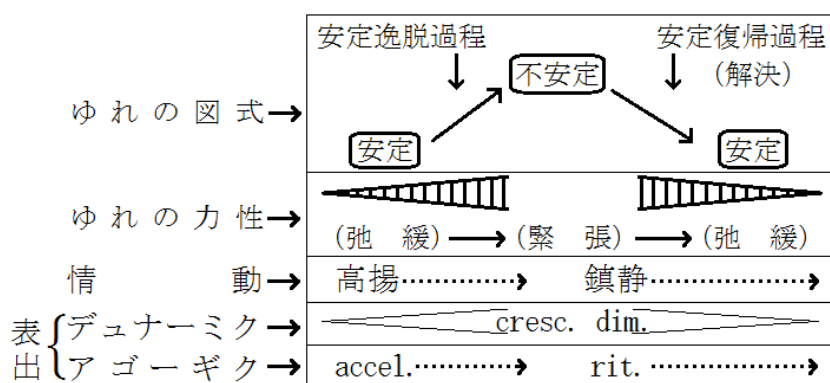 安定逸脱過程 安定復帰過程
不安定 (解決)
ゆれの図式
安定 安定
ゆれの力性
(弛 緩) (緊 張) (弛 緩)
情 動 高揚 鎮静
表出
デュナーミク cresc. dim.
アゴーギク accel. rit.